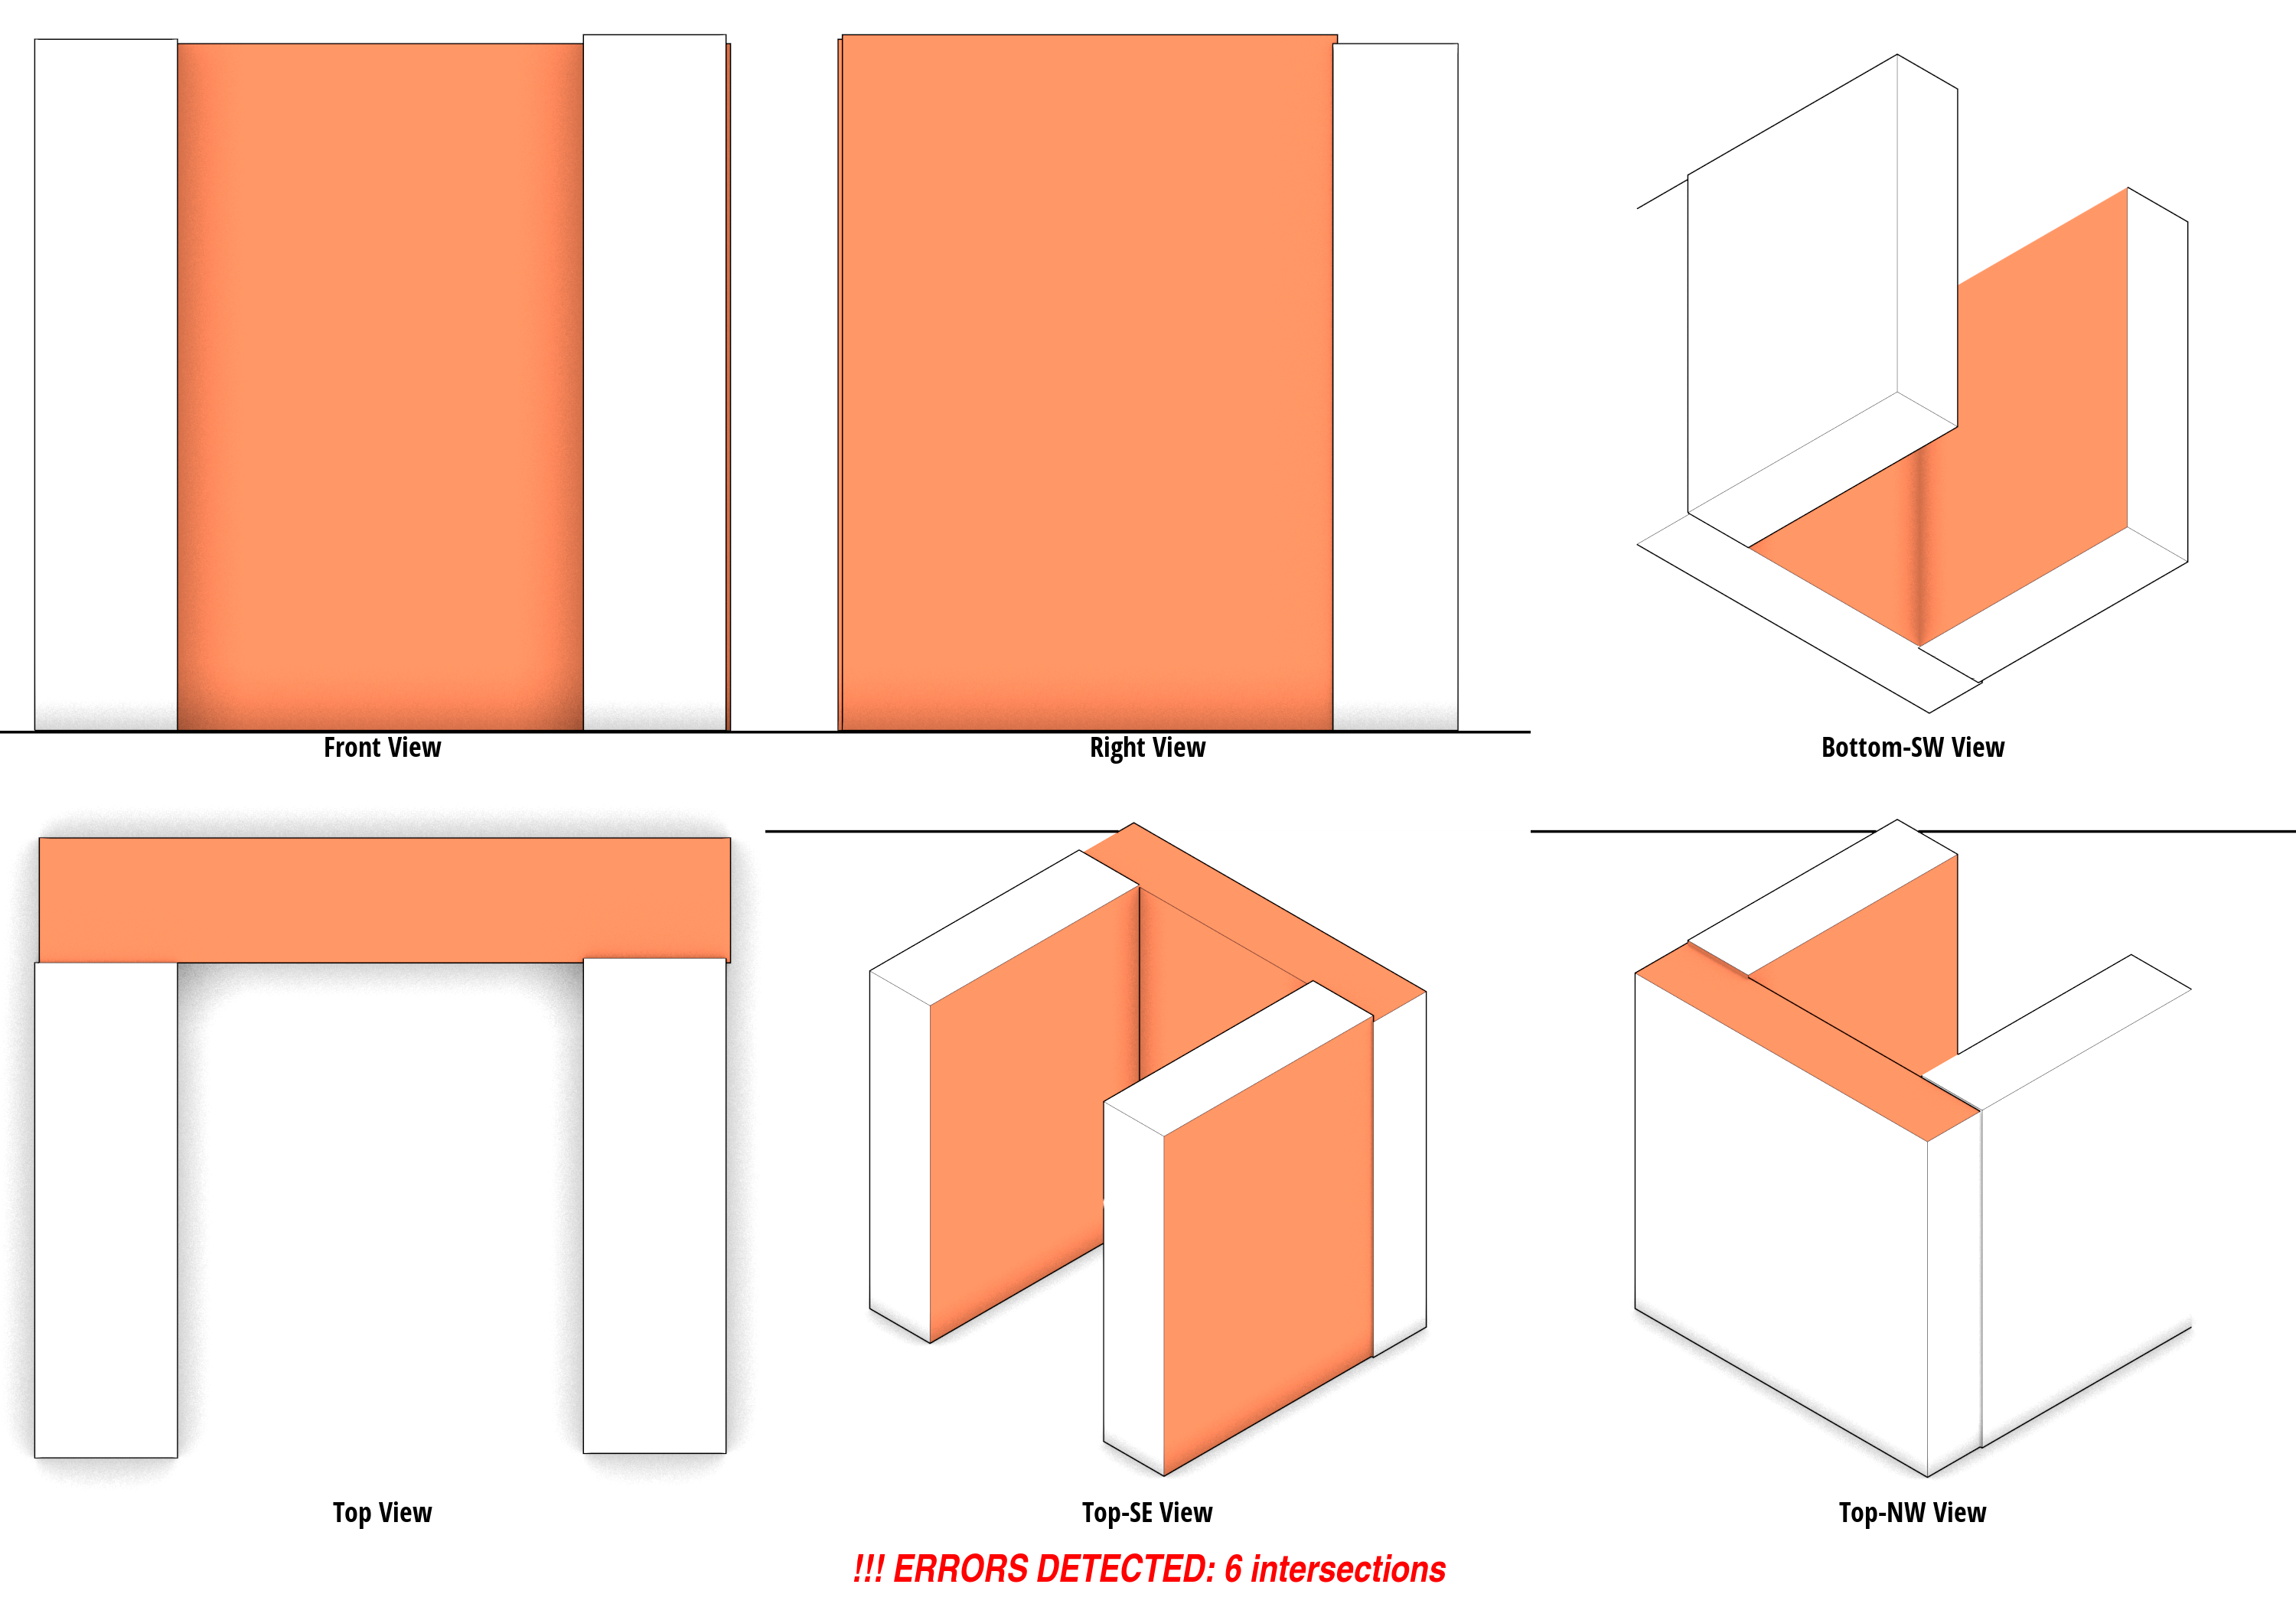 Front View
Right View
Bottom-SW View
Top View
Top-SE View
Top-NW View
!!! ERRORS DETECTED: 6 intersections